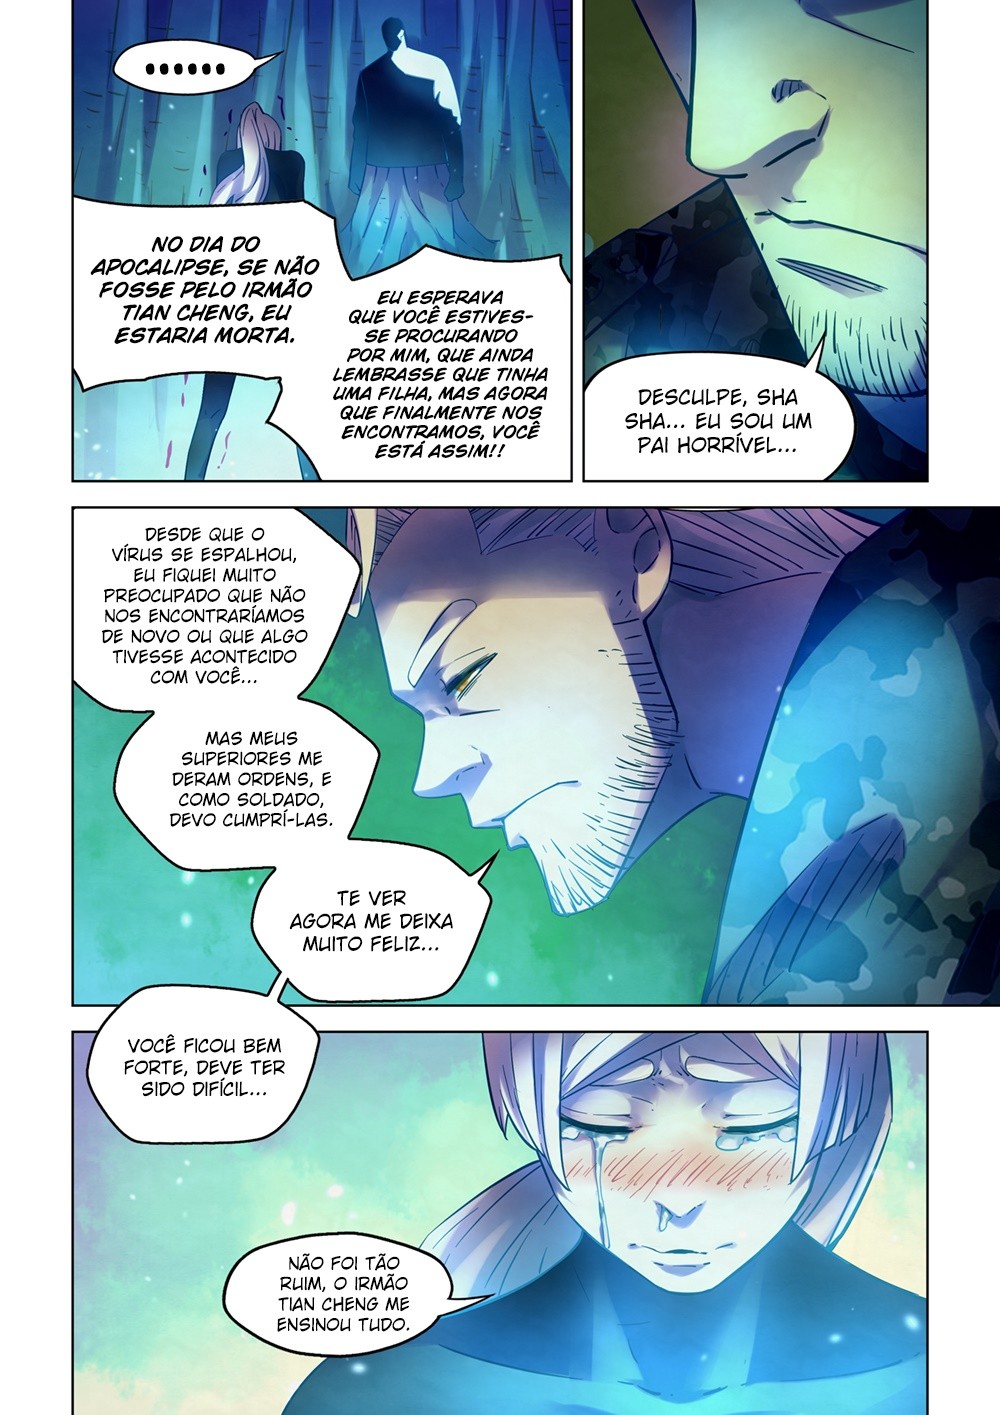 ......
NO DIA DO
APOCALIPSE, SE NÃO
FOSSE PELO IRMÃO
TIAN CHENG, EU
ESTARIA MORTA.
EU ESPERAVA
QUE VOCÊ ESTIVES-
SE PROCURANDO
POR MIM, QUE AINDA
LEMBRASSE QUE TINHA
UMA FILHA, MAS AGORA
QUE FINALMENTE NOS
ENCONTRAMOS, VOCÊ
ESTÁ ASSIM!!
DESCULPE, SHA
SHA... EU SOU UM
PAI HORRÍVEL...
DESDE QUE O
VÍRUS SE ESPALHOU,
EU FIQUEI MUITO
PREOCUPADO QUE NÃO
NOS ENCONTRARÍAMOS
DE NOVO OU QUE ALGO
TIVESSE ACONTECIDO
COM VOCÊ...
MAS MEUS
SUPERIORES ME
DERAM ORDENS, E
COMO SOLDADO,
DEVO CUMPRÍ-LAS.
TE VER
AGORA ME DEIXA
MUITO FELIZ...
VOCÊ FICOU BEM
FORTE, DEVE TER
SIDO DIFÍCIL...
NÃO FOI TÃO
RUIM, O IRMÃO
TIAN CHENG ME
ENSINOU TUDO.